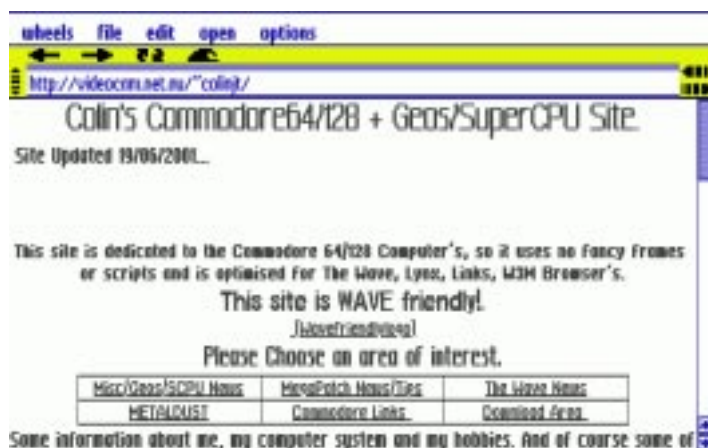 wheels file edit open options
http://videocam.net.nu/~colinjt/
Colin's Commodore64/128 + Geos/SuperCPU Site.
Site Updated 19/06/2001...
This site is dedicated to the Commodore 64/128 Computer's, so it uses no fancy frames
or scripts and is optimised for The Wave, Lynx, Links, W3M Browser's.
This site is WAVE friendly!.
[Wavefriendlylogo]
Please Choose an area of interest.
Misc/Geos/SCPU News MegaPatch News/Tips The Wave News
METALDUST Commodore Links Download Area
Some information about me, my computer system and my hobbies. And of course some of